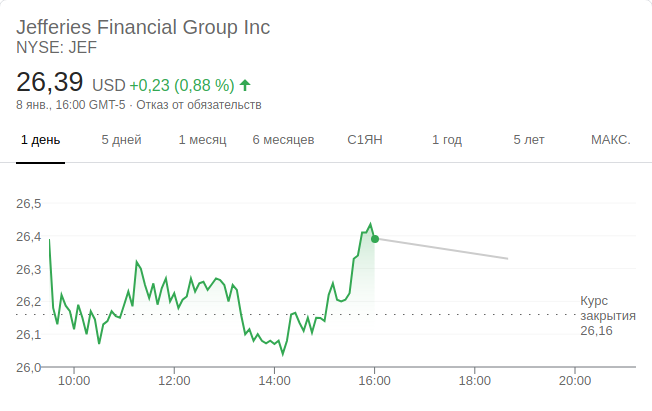 Jefferies Financial Group Inc
NYSE: JEF
26,39 USD +0,23 (0,88 %)
8 янв., 16:00 GMT-5 · Отказ от обязательств
1 день 5 дней 1 месяц 6 месяцев С1ЯН 1 год 5 лет МАКС.
26,5
26,4
26,3
26,2
26,1
26,0
Курс
закрытия
26,16
10:00 12:00 14:00 16:00 18:00 20:00